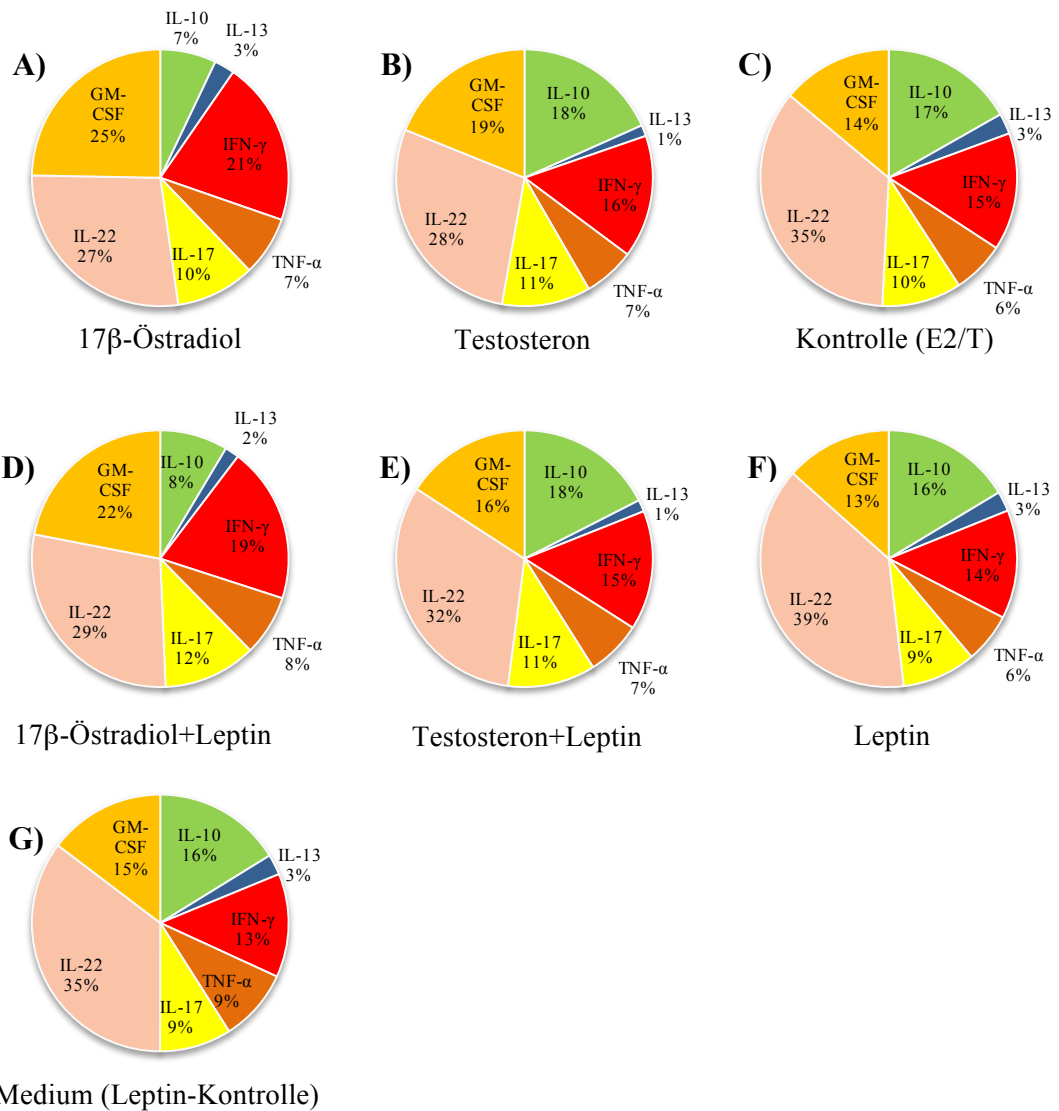 A)
IL-10
7%
IL-13
3%
IFN-γ
21%
TNF-α
7%
IL-17
10%
IL-22
27%
GM-
CSF
25%
17β-Östradiol
B)
IL-10
18%
IL-13
1%
IFN-γ
16%
TNF-α
7%
IL-17
11%
IL-22
28%
GM-
CSF
19%
Testosteron
C)
IL-10
17%
IL-13
3%
IFN-γ
15%
TNF-α
6%
IL-17
10%
IL-22
35%
GM-
CSF
14%
Kontrolle (E2/T)
D)
IL-10
8%
IL-13
2%
IFN-γ
19%
TNF-α
8%
IL-17
12%
IL-22
29%
GM-
CSF
22%
17β-Östradiol+Leptin
E)
IL-10
18%
IL-13
1%
IFN-γ
15%
TNF-α
7%
IL-17
11%
IL-22
32%
GM-
CSF
16%
Testosteron+Leptin
F)
IL-10
16%
IL-13
3%
IFN-γ
14%
TNF-α
6%
IL-17
9%
IL-22
39%
GM-
CSF
13%
Leptin
G)
IL-10
16%
IL-13
3%
IFN-γ
13%
TNF-α
9%
IL-17
9%
IL-22
35%
GM-
CSF
15%
Medium (Leptin-Kontrolle)